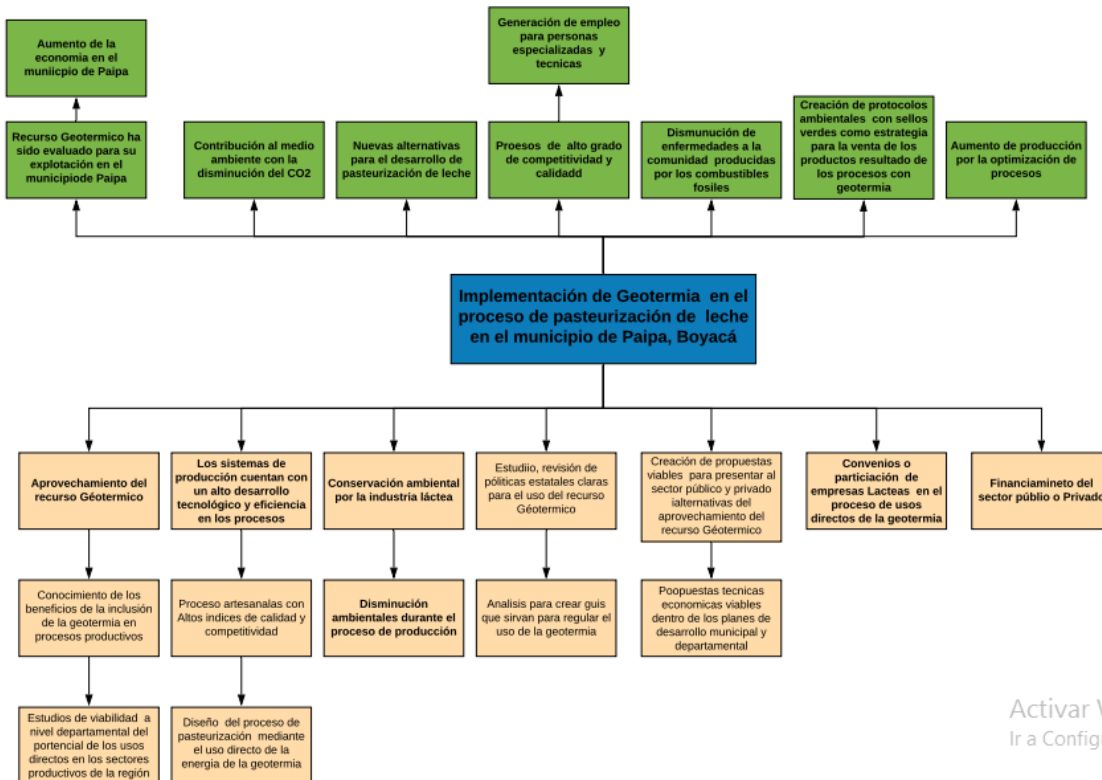 Aumento de la
economia en el
muniicpio de Paipa
Generación de empleo
para personas
especializadas y
tecnicas
Recurso Geotermico ha
sido evaluado para su
explotación en el
municipiode Paipa
Contribución al medio
ambiente con la
disminución del CO2
Nuevas alternativas
para el desarrollo de
pasteurización de leche
Proesos de alto grado
de competitividad y
calidadd
Dismunución de
enfermedades a la
comunidad producidas
por los combustibles
fosiles
Creación de protocolos
ambientales con sellos
verdes como estrategia
para la venta de los
productos resultado de
los procesos con
geotermia
Aumento de producción
por la optimización de
procesos
Implementación de Geotermia en el
proceso de pasteurización de leche
en el municipio de Paipa, Boyacá
Aprovechamiento del
recurso Géotermico
Los sistemas de
producción cuentan con
un alto desarrollo
tecnológico y eficiencia
en los procesos
Conservación ambiental
por la industria láctea
Estudiio, revisión de
póliticas estatales claras
para el uso del recurso
Géotermico
Creación de propuestas
viables para presentar al
sector público y privado
ialternativas del
aprovechamiento del
recurso Géotermico
Convenios o
particiación de
empresas Lacteas en el
proceso de usos
directos de la geotermia
Financiamineto del
sector públio o Privado
Conocimiento de los
beneficios de la inclusión
de la geotermia en
procesos productivos
Proceso artesanalas con
Altos indices de calidad y
competitividad
Disminución
ambientales durante el
proceso de producción
Analisis para crear guis
que sirvan para regular el
uso de la geotermia
Poopuestas tecnicas
economicas viables
dentro de los planes de
desarrollo municipal y
departamental
Estudios de viabilidad a
nivel departamental del
portencial de los usos
directos en los sectores
productivos de la región
Diseño del proceso de
pasteurización mediante
el uso directo de la
energia de la geotermia
Activar
Ir a